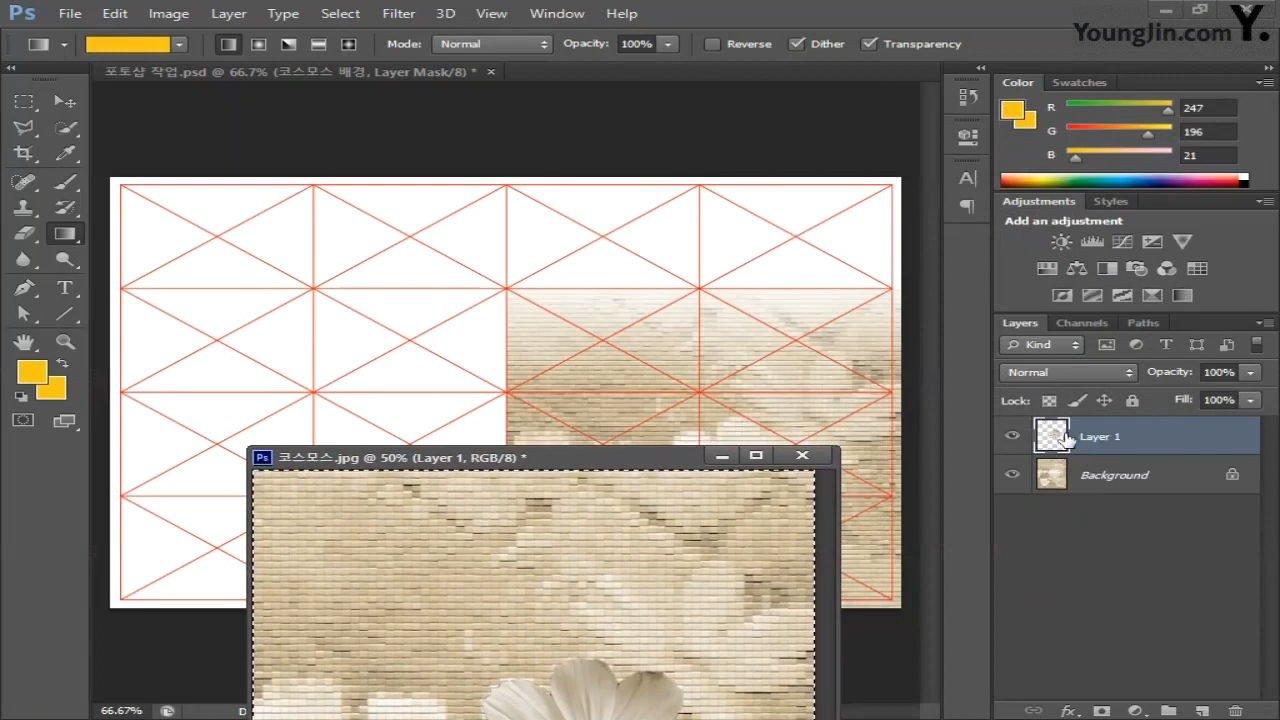 Ps File Edit Image Layer Type Select Filter 3D View Window Help
Mode: Normal Opacity: 100% Reverse Dither Transparency
YoungJin.com Y.
포토샵 작업.psd @ 66.7% (코스모스 배경, Layer Mask/8) * ×
Color Swatches
R 247
G 196
B 21
Adjustments Styles
Add an adjustment
Layers Channels Paths
Kind
Normal Opacity: 100%
Lock: Fill: 100%
Layer 1
Background
Ps 코스모스.jpg @ 50% (Layer 1, RGB/8) *
66.67% D